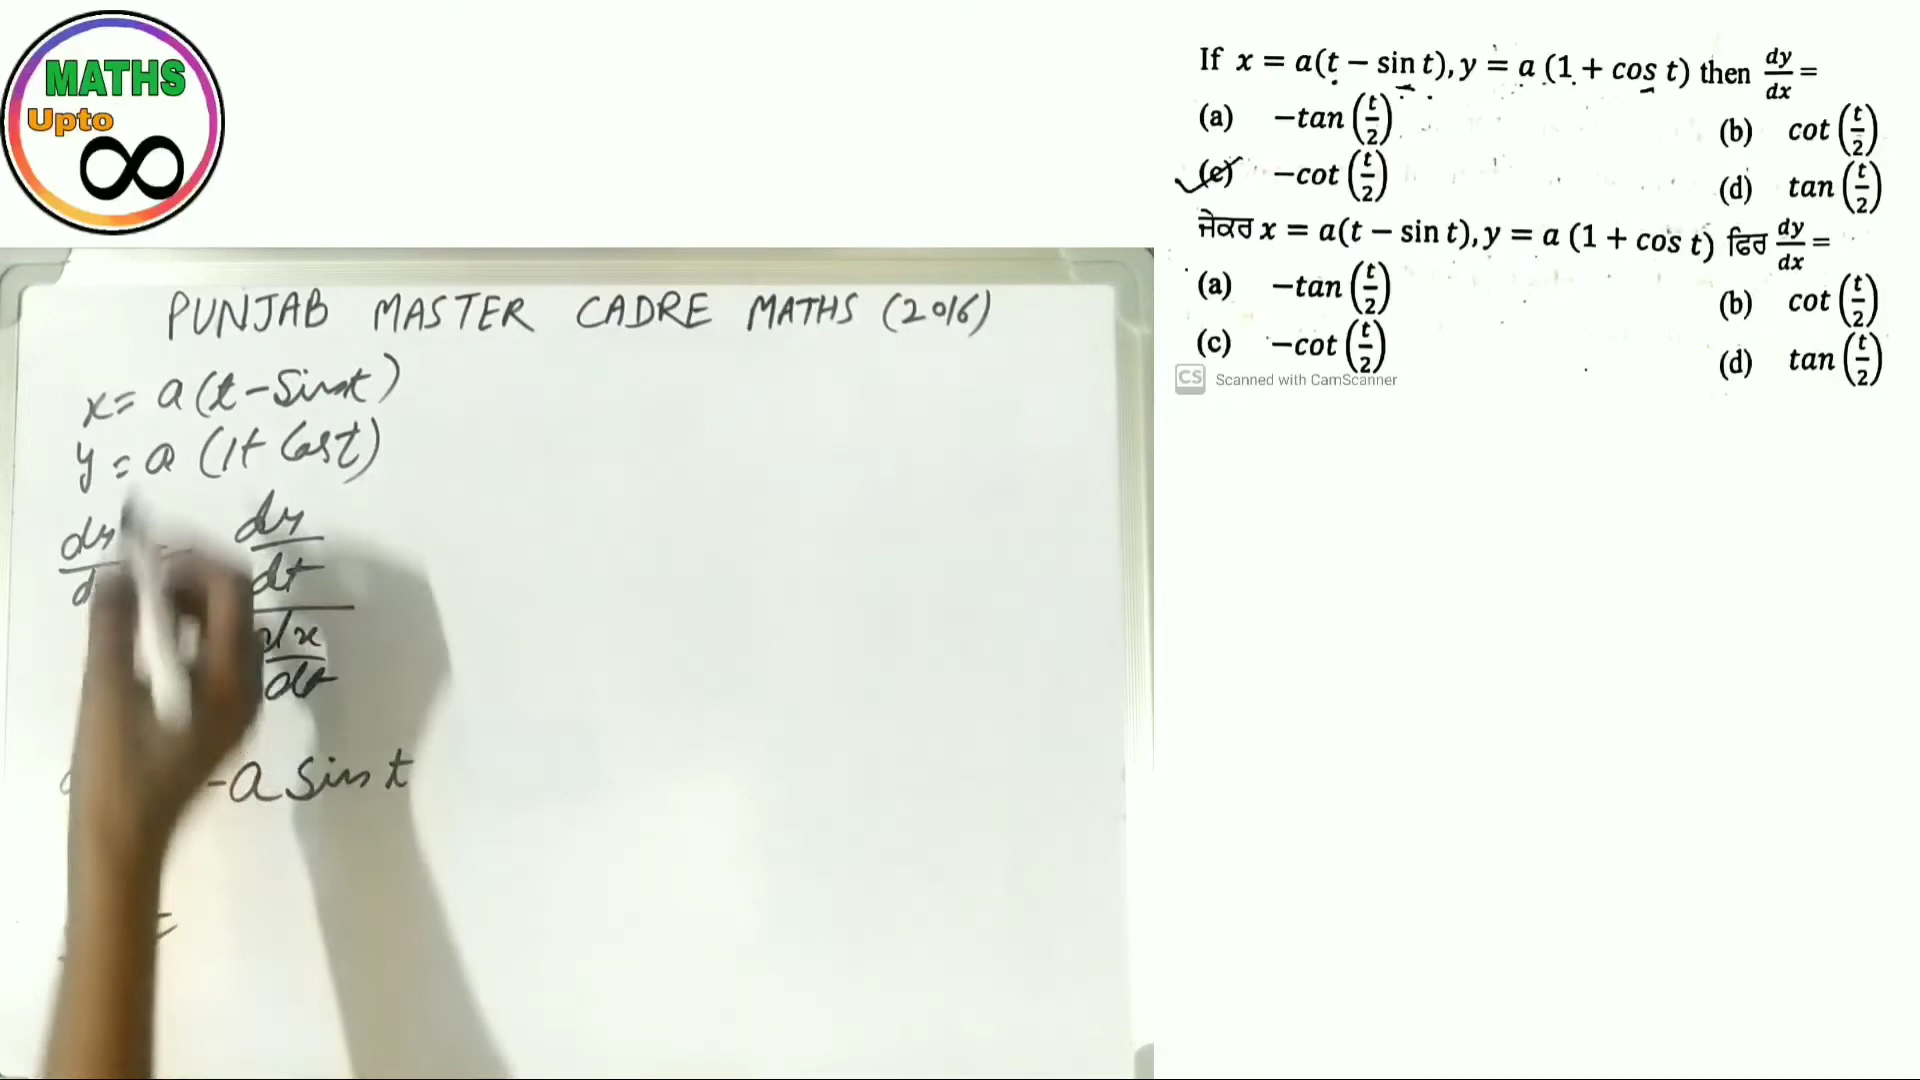 MATHS
Upto
∞
If x = a(t − sin t), y = a (1 + cos t) then dy/dx =
(a) −tan (t/2)
(b) cot (t/2)
(c) −cot (t/2)
(d) tan (t/2)
ਜੇਕਰ x = a(t − sin t), y = a (1 + cos t) ਫਿਰ dy/dx =
(a) −tan (t/2)
(b) cot (t/2)
(c) −cot (t/2)
(d) tan (t/2)
CS Scanned with CamScanner
PUNJAB MASTER CADRE MATHS (2016)
x = a(t − Sint)
y = a (1+ Cost)
dy/d = dy/dt / dx/dt
-a Sin t
=